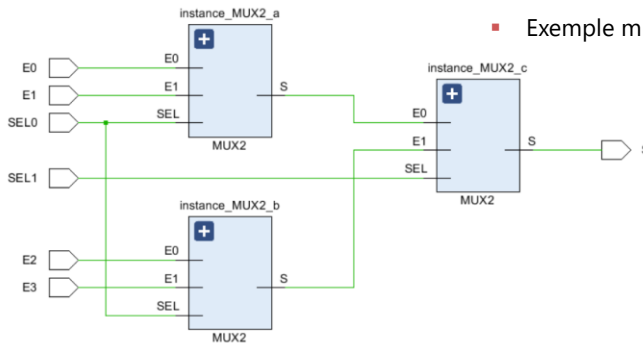 instance_MUX2_a
Exemple m
E0
E1
SEL0
E0
E1
SEL
S
MUX2
instance_MUX2_c
E0
E1
SEL
S
MUX2
SEL1
instance_MUX2_b
E2
E3
E0
E1
SEL
S
MUX2